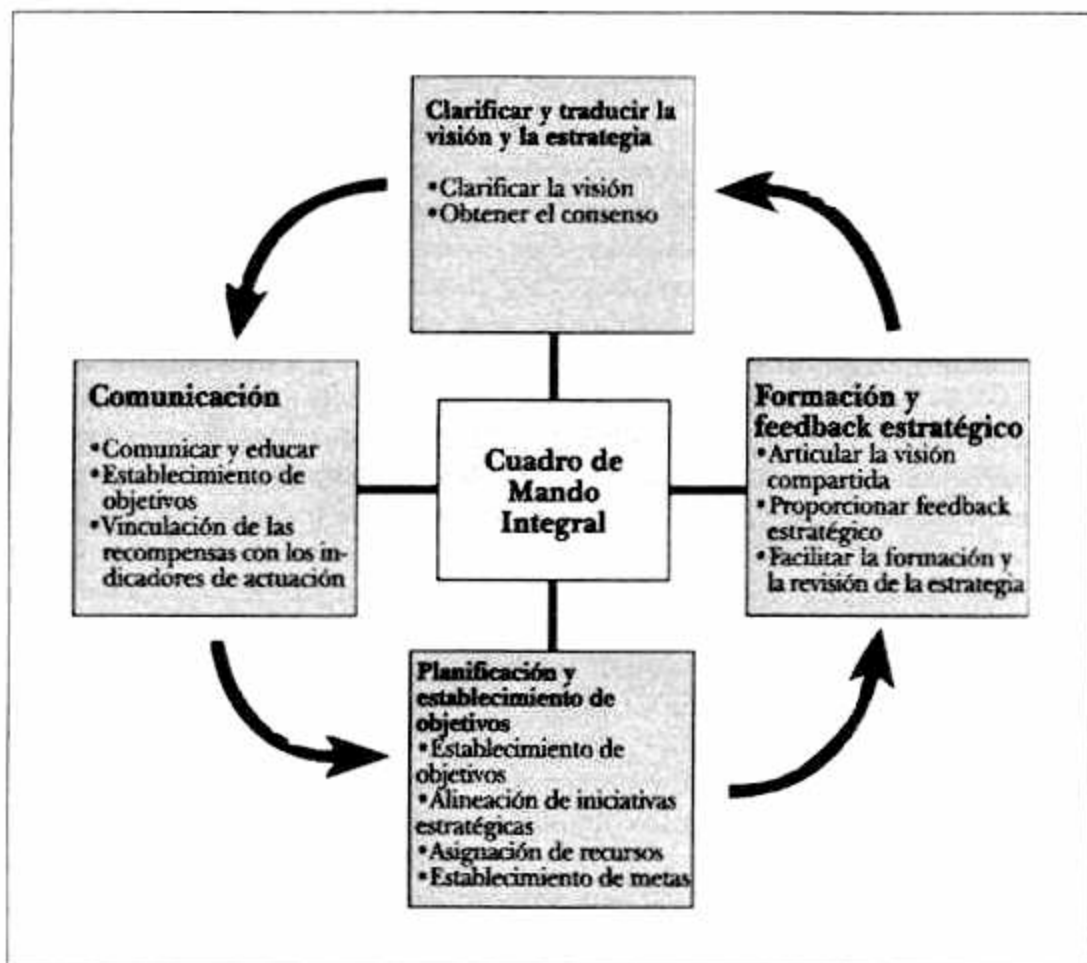 Clarificar y traducir la
visión y la estrategia
•Clarificar la visión
•Obtener el consenso
Comunicación
•Comunicar y educar
•Establecimiento de
objetivos
•Vinculación de las
recompensas con los in-
dicadores de actuación
Cuadro de
Mando
Integral
Formación y
feedback estratégico
•Articular la visión
compartida
•Proporcionar feedback
estratégico
•Facilitar la formación y
la revisión de la estrategia
Planificación y
establecimiento de
objetivos
•Establecimiento de
objetivos
•Alineación de iniciativas
estratégicas
•Asignación de recursos
•Establecimiento de metas